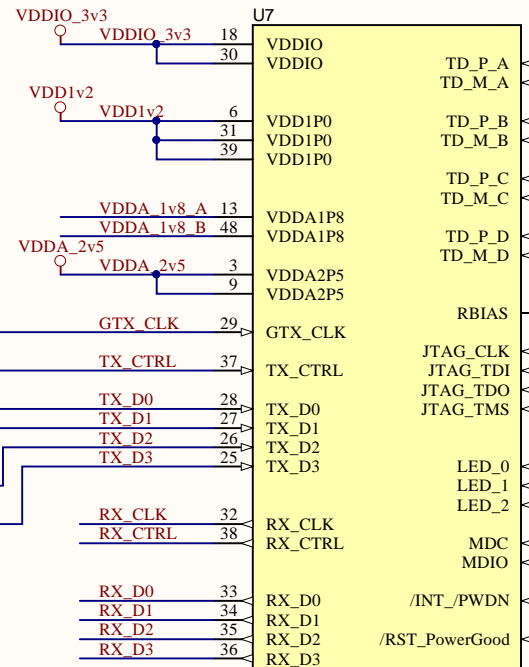 U7
VDDIO_3v3
VDDIO_3v3 18 VDDIO
30 VDDIO TD_P_A
TD_M_A
VDD1v2
VDD1v2 6 VDD1P0 TD_P_B
31 VDD1P0 TD_M_B
39 VDD1P0
TD_P_C
TD_M_C
VDDA_1v8_A 13 VDDA1P8
VDDA_1v8_B 48 VDDA1P8 TD_P_D
VDDA_2v5 TD_M_D
VDDA_2v5 3 VDDA2P5
9 VDDA2P5
RBIAS
GTX_CLK 29 GTX_CLK
JTAG_CLK
TX_CTRL 37 TX_CTRL JTAG_TDI
JTAG_TDO
TX_D0 28 TX_D0 JTAG_TMS
TX_D1 27 TX_D1
TX_D2 26 TX_D2
TX_D3 25 TX_D3 LED_0
LED_1
LED_2
RX_CLK 32 RX_CLK
RX_CTRL 38 RX_CTRL MDC
MDIO
RX_D0 33 RX_D0 /INT_/PWDN
RX_D1 34 RX_D1
RX_D2 35 RX_D2 /RST_PowerGood
RX_D3 36 RX_D3